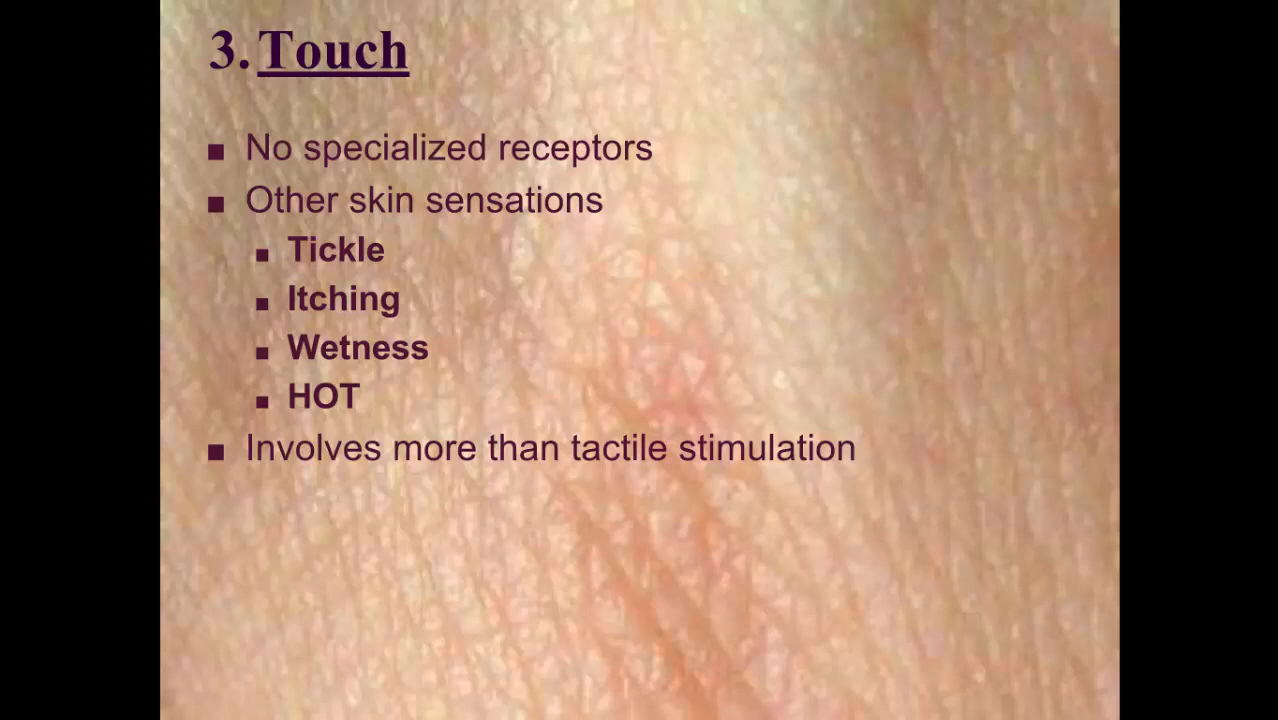 3. Touch
■ No specialized receptors
■ Other skin sensations
■ Tickle
■ Itching
■ Wetness
■ HOT
■ Involves more than tactile stimulation